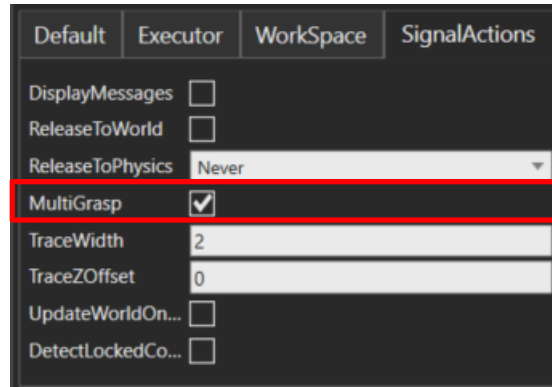 Default Executor WorkSpace SignalActions
DisplayMessages
ReleaseToWorld
ReleaseToPhysics Never
MultiGrasp
TraceWidth 2
TraceZOffset 0
UpdateWorldOn...
DetectLockedCo...